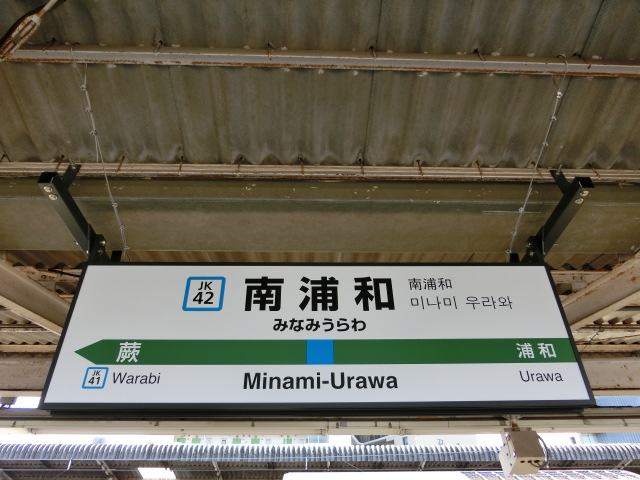 JK
42
南浦和
南浦和
미나미 우라와
みなみうらわ
蕨
浦和
JK
41
Warabi
Minami-Urawa
Urawa